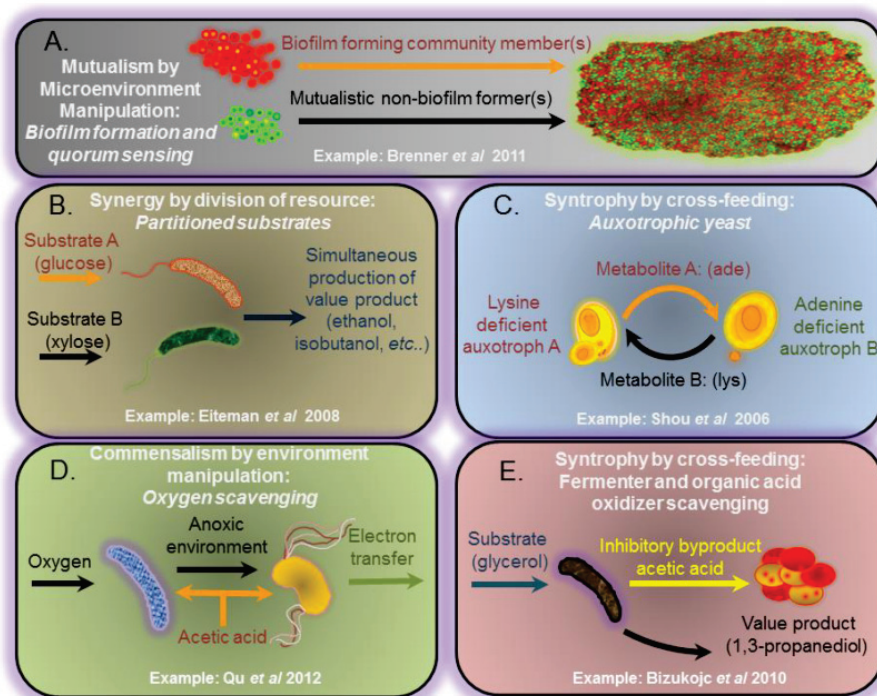 A.
Mutualism by
Microenvironment
Manipulation:
Biofilm formation and
quorum sensing
Biofilm forming community member(s)
Mutualistic non-biofilm former(s)
Example: Brenner et al 2011
B.
Synergy by division of resource:
Partitioned substrates
Substrate A
(glucose)
Substrate B
(xylose)
Simultaneous
production of
value product
(ethanol,
isobutanol, etc..)
Example: Eiteman et al 2008
C.
Syntrophy by cross-feeding:
Auxotrophic yeast
Metabolite A: (ade)
Lysine
deficient
auxotroph A
Adenine
deficient
auxotroph B
Metabolite B: (lys)
Example: Shou et al 2006
D.
Commensalism by environment
manipulation:
Oxygen scavenging
Oxygen
Anoxic
environment
Electron
transfer
Acetic acid
Example: Qu et al 2012
E.
Syntrophy by cross-feeding:
Fermenter and organic acid
oxidizer scavenging
Substrate
(glycerol)
Inhibitory byproduct
acetic acid
Value product
(1,3-propanediol)
Example: Bizukojc et al 2010